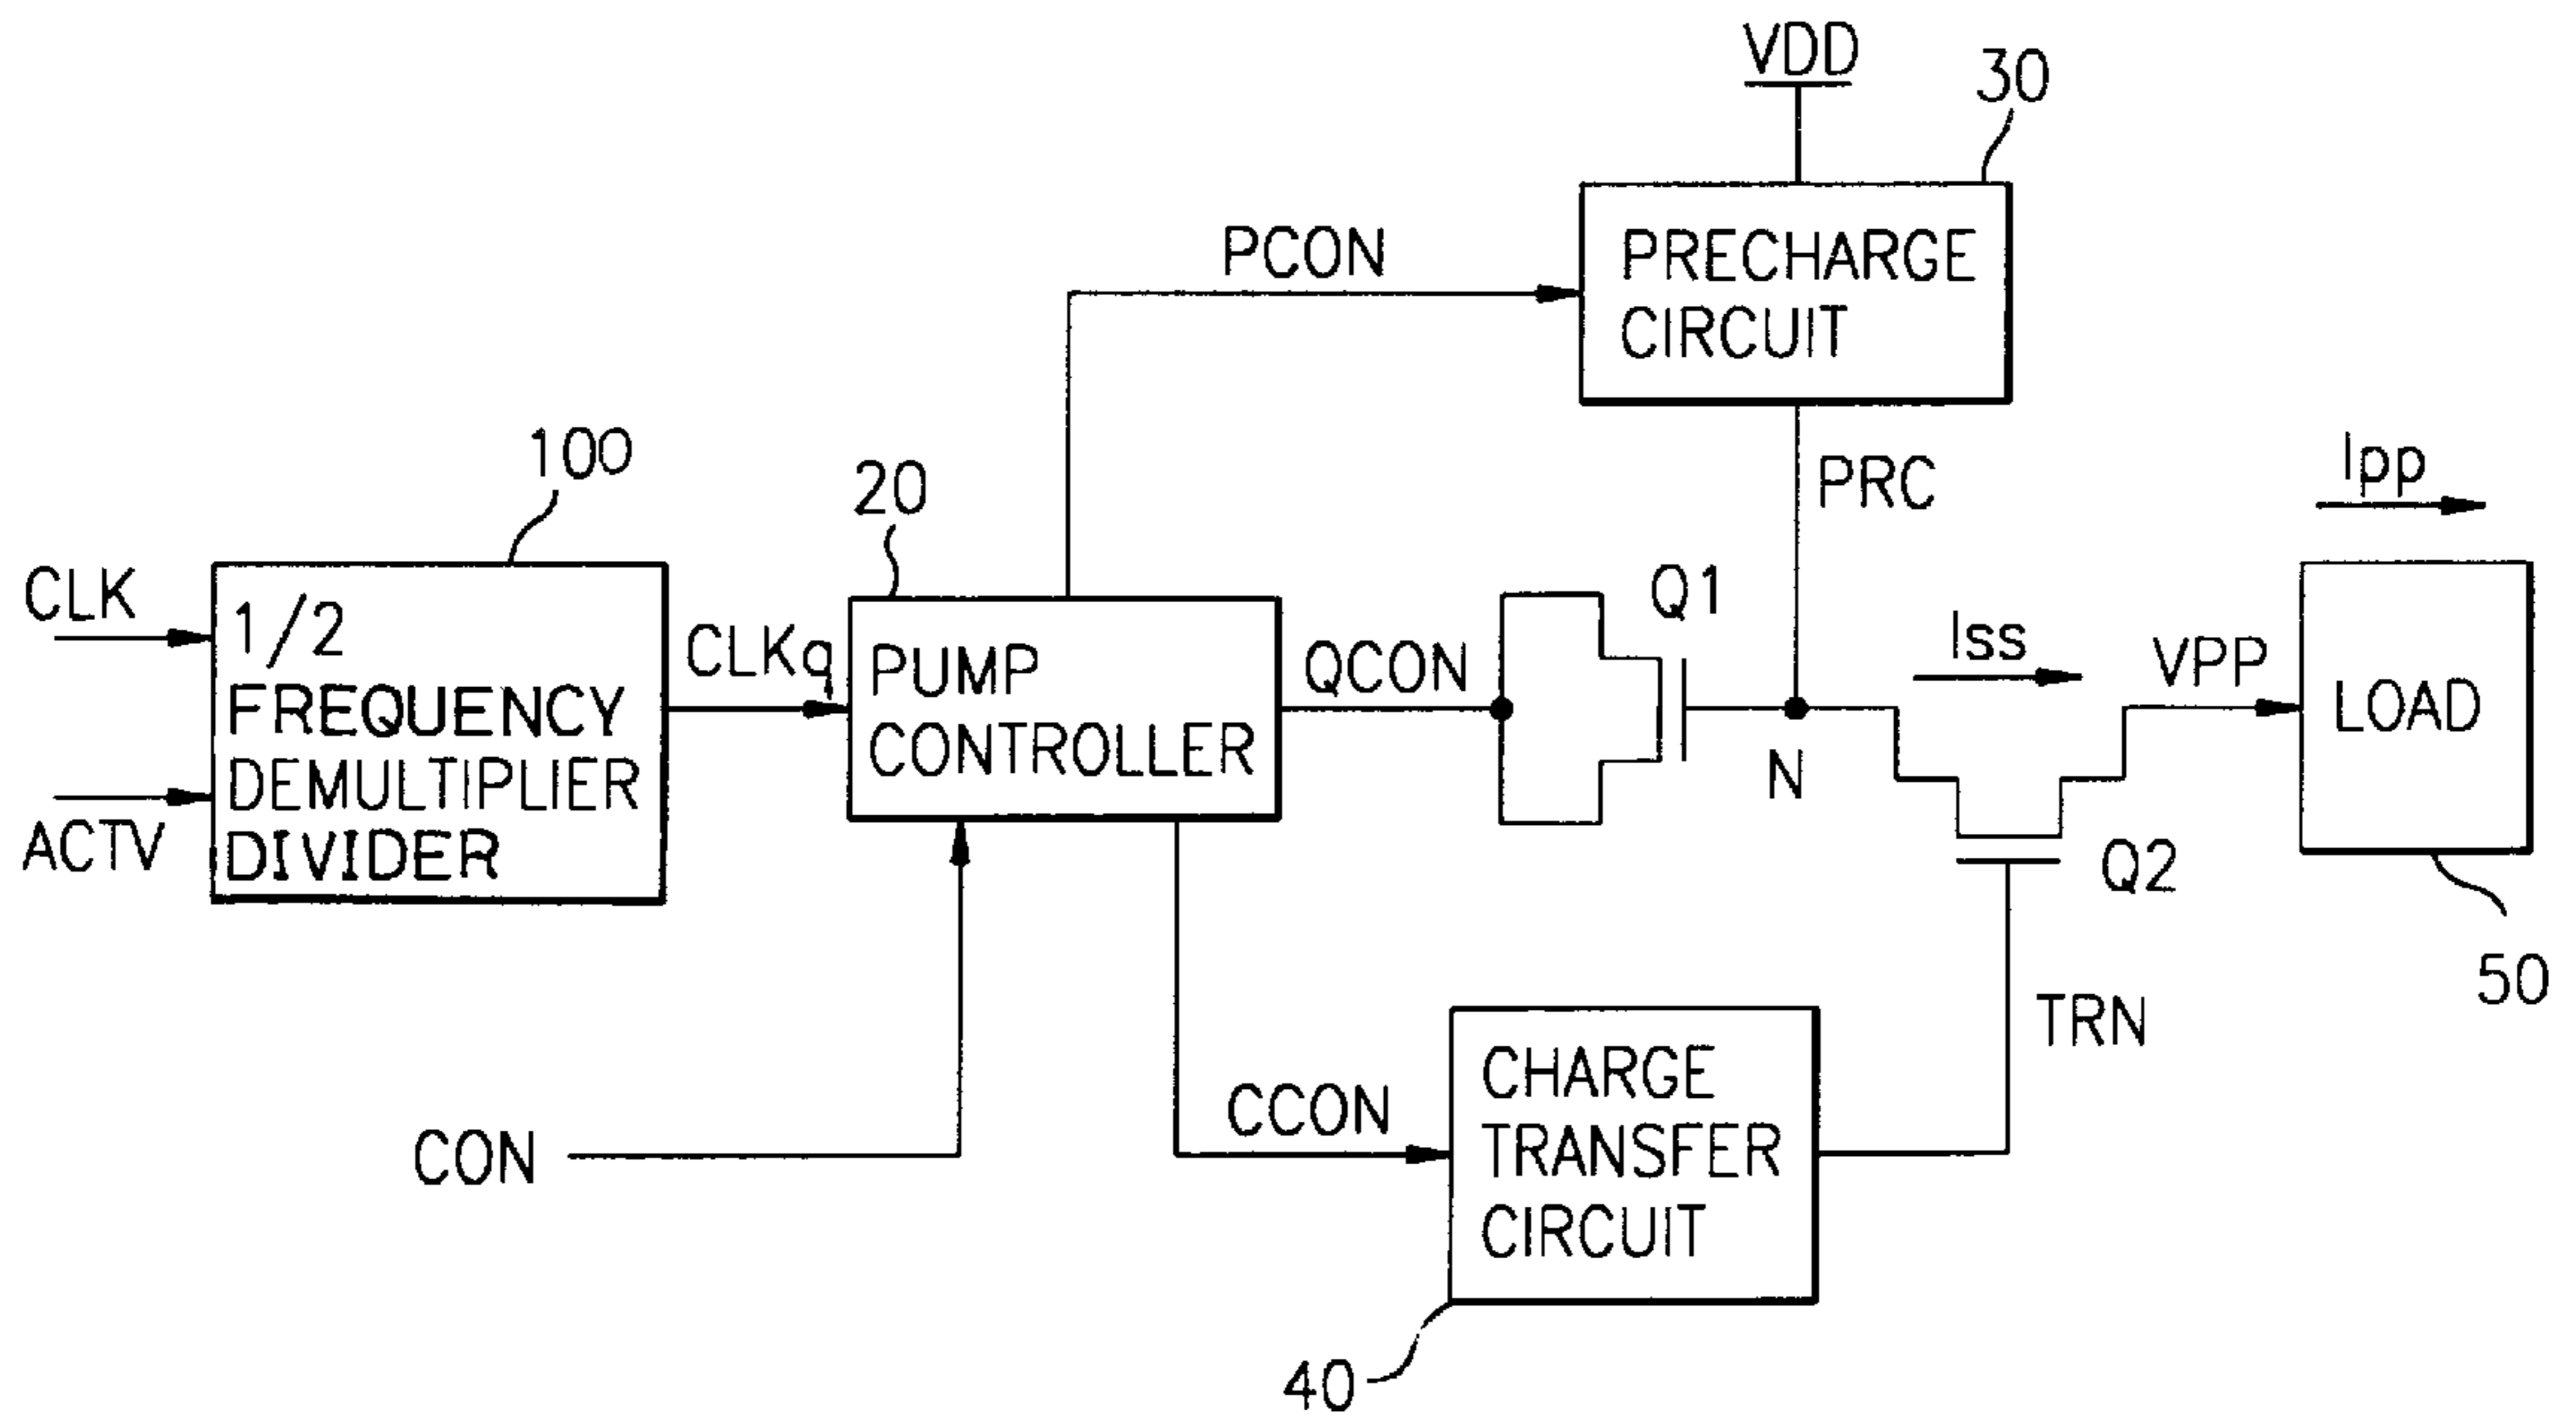 VDD
30
PCON
PRECHARGE
CIRCUIT
100
20
PRC
Ipp
CLK
1/2
FREQUENCY
DEMULTIPLIER
DIVIDER
ACTV
CLKq
PUMP
CONTROLLER
QCON
Q1
N
Iss
VPP
LOAD
Q2
50
TRN
CON
CCON
CHARGE
TRANSFER
CIRCUIT
40